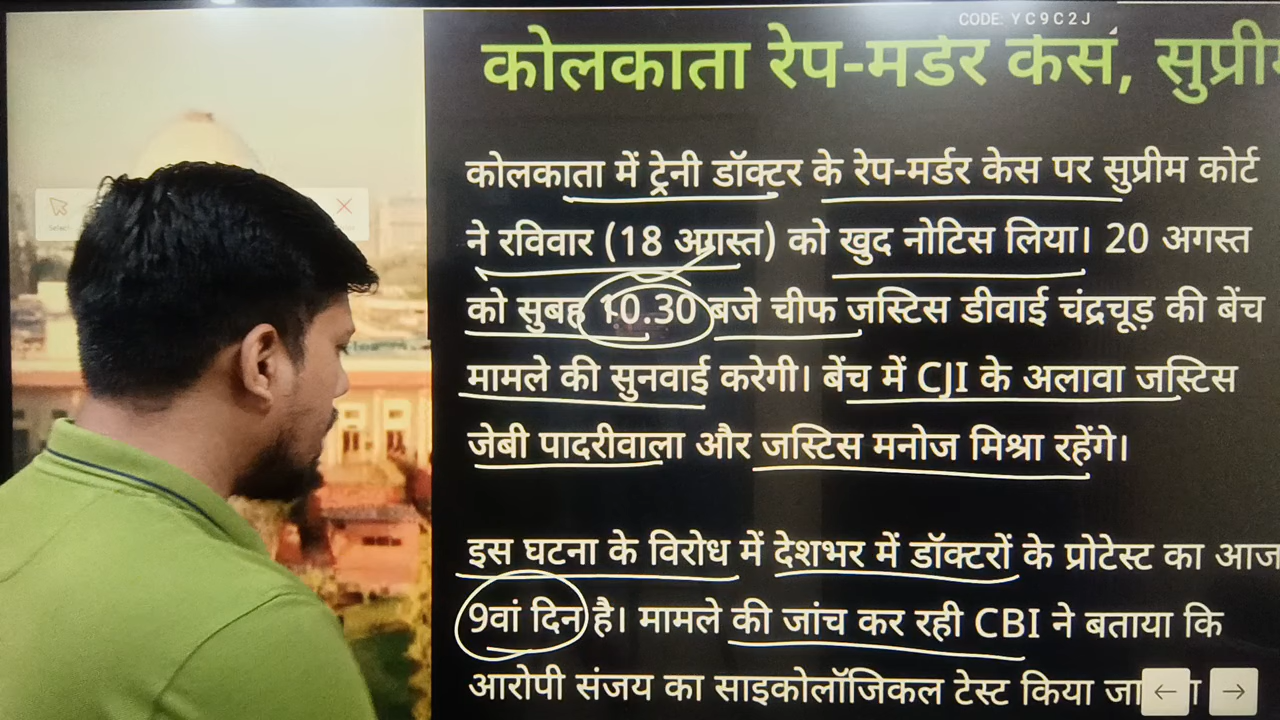 CODE: YC9C2J
कोलकाता रेप-मर्डर केस, सुप्रीम
कोलकाता में ट्रेनी डॉक्टर के रेप-मर्डर केस पर सुप्रीम कोर्ट
ने रविवार (18 अगस्त) को खुद नोटिस लिया। 20 अगस्त
को सुबह 10.30 बजे चीफ जस्टिस डीवाई चंद्रचूड़ की बेंच
मामले की सुनवाई करेगी। बेंच में CJI के अलावा जस्टिस
जेबी पादरीवाला और जस्टिस मनोज मिश्रा रहेंगे।
इस घटना के विरोध में देशभर में डॉक्टरों के प्रोटेस्ट का आज
9वां दिन है। मामले की जांच कर रही CBI ने बताया कि
आरोपी संजय का साइकोलॉजिकल टेस्ट किया